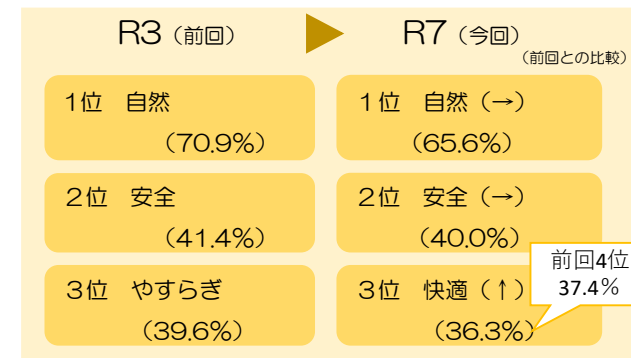 R3（前回）
R7（今回）
（前回との比較）
1位　自然
（70.9%）
1位　自然（→）
（65.6%）
2位　安全
（41.4%）
2位　安全（→）
（40.0%）
3位　やすらぎ
（39.6%）
3位　快適（↑）
（36.3%）
前回4位
37.4%